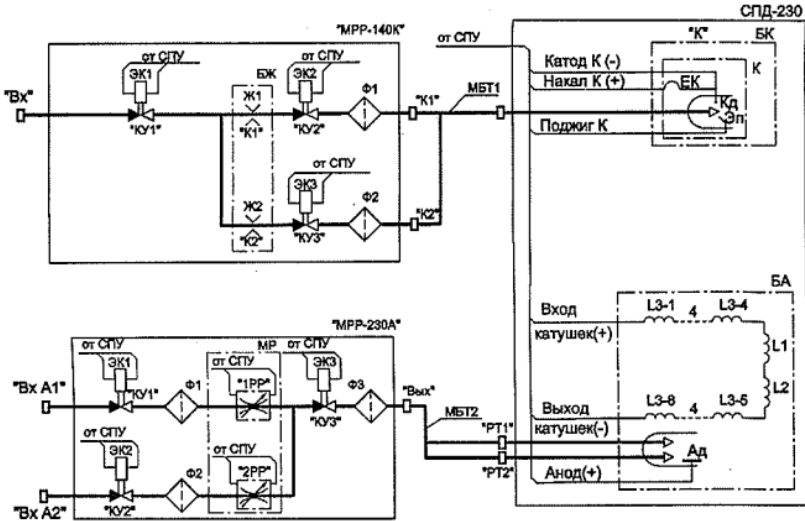 СПД-230
"МРР-140К"
от СПУ
"К"
БК
от СПУ
от СПУ
Катод К (-)
К
ЭК1
БЖ
ЭК2
Накал К (+)
ЕК
"Вх"
Ж1
Ф1
"К1"
МБТ1
Кд
Эп
"КУ1"
"К1"
"КУ2"
Поджиг К
от СПУ
ЭК3
Ж2
Ф2
"К2"
"КУ3"
"К2"
БА
Вход
катушек(+)
L3-1
4
L3-4
L1
L2
"МРР-230А"
от СПУ
МР
от СПУ
от СПУ
ЭК1
"1РР"
ЭК3
"Вх А1"
"КУ1"
Ф1
"КУ3"
Ф3
"Вых"
Выход
катушек(-)
L3-8
4
L3-5
МБТ2
от СПУ
от СПУ
"РТ1"
ЭК2
Ф2
"2РР"
"РТ2"
Ад
"КУ2"
Анод(+)
"Вх А2"